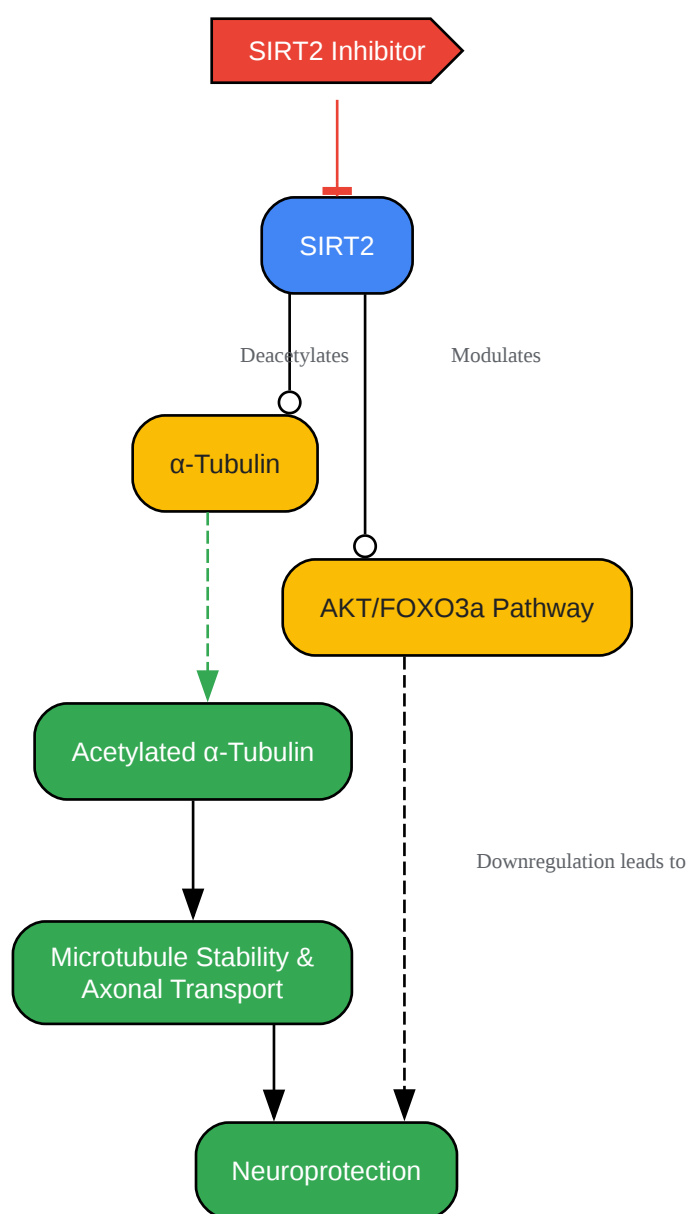 SIRT2 Inhibitor
SIRT2
Deacetylates
Modulates
α-Tubulin
AKT/FOXO3a Pathway
Acetylated α-Tubulin
Downregulation leads to
Microtubule Stability &
Axonal Transport
Neuroprotection